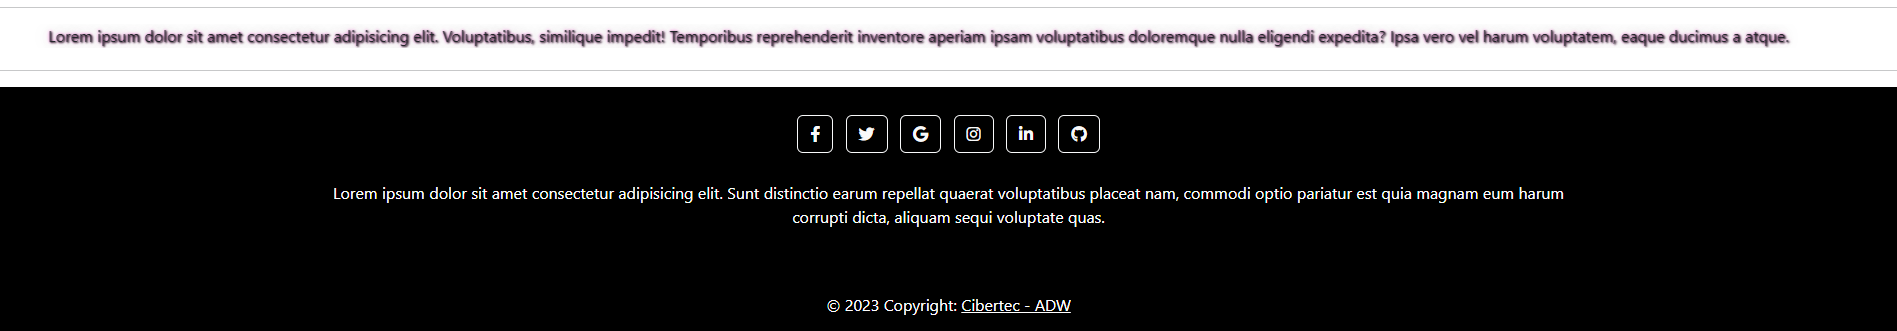 Lorem ipsum dolor sit amet consectetur adipisicing elit. Voluptatibus, similique impedit! Temporibus reprehenderit inventore aperiam ipsam voluptatibus doloremque nulla eligendi expedita? Ipsa vero vel harum voluptatem, eaque ducimus a atque.
Lorem ipsum dolor sit amet consectetur adipisicing elit. Sunt distinctio earum repellat quaerat voluptatibus placeat nam, commodi optio pariatur est quia magnam eum harum
corrupti dicta, aliquam sequi voluptate quas.
© 2023 Copyright: Cibertec - ADW